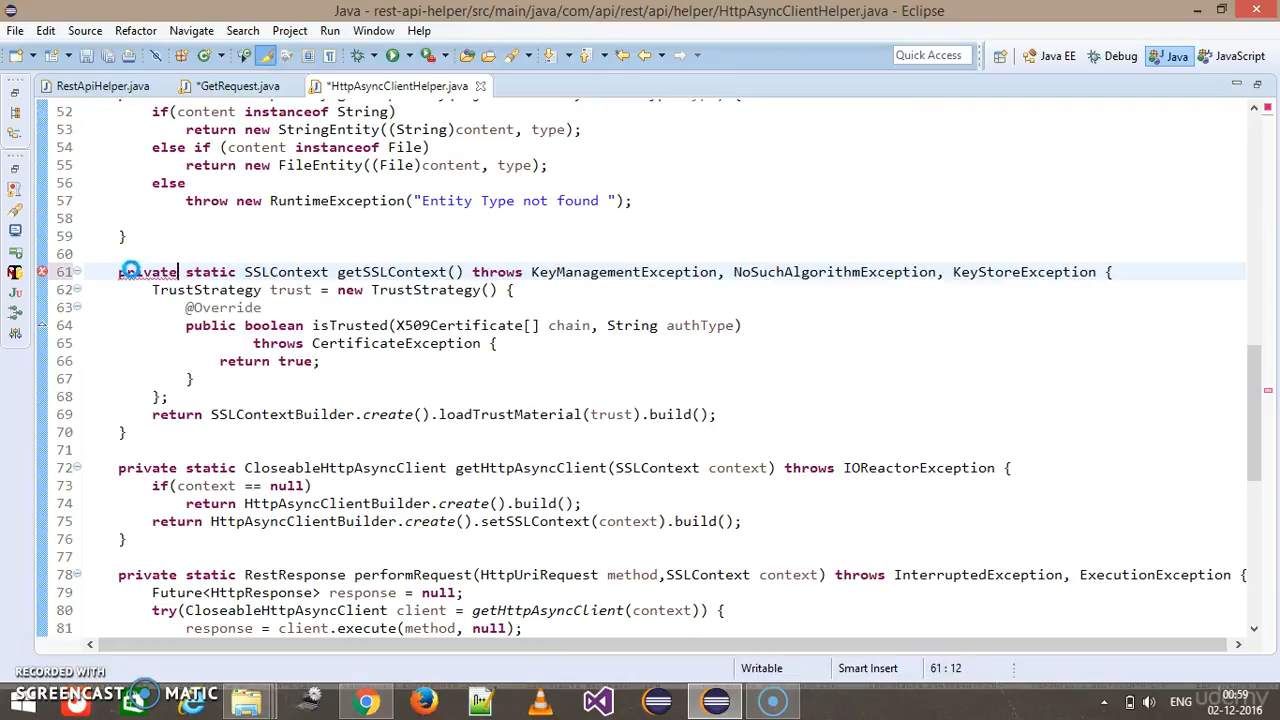 Java - rest-api-helper/src/main/java/com/api/rest/api/helper/HttpAsyncClientHelper.java - Eclipse
File Edit Source Refactor Navigate Search Project Run Window Help
Quick Access Java EE Debug Java JavaScript
RestApiHelper.java *GetRequest.java *HttpAsyncClientHelper.java
52 if(content instanceof String)
53 return new StringEntity((String)content, type);
54 else if (content instanceof File)
55 return new FileEntity((File)content, type);
56 else
57 throw new RuntimeException("Entity Type not found ");
58
59 }
60
61 private static SSLContext getSSLContext() throws KeyManagementException, NoSuchAlgorithmException, KeyStoreException {
62 TrustStrategy trust = new TrustStrategy() {
63 @Override
64 public boolean isTrusted(X509Certificate[] chain, String authType)
65 throws CertificateException {
66 return true;
67 }
68 };
69 return SSLContextBuilder.create().loadTrustMaterial(trust).build();
70 }
71
72 private static CloseableHttpAsyncClient getHttpAsyncClient(SSLContext context) throws IOReactorException {
73 if(context == null)
74 return HttpAsyncClientBuilder.create().build();
75 return HttpAsyncClientBuilder.create().setSSLContext(context).build();
76 }
77
78 private static RestResponse performRequest(HttpUriRequest method,SSLContext context) throws InterruptedException, ExecutionException {
79 Future<HttpResponse> response = null;
80 try(CloseableHttpAsyncClient client = getHttpAsyncClient(context)) {
81 response = client.execute(method, null);
Writable Smart Insert 61 : 12
RECORDED WITH
SCREENCAST MATIC
ENG 00:59
02-12-2016
udemy